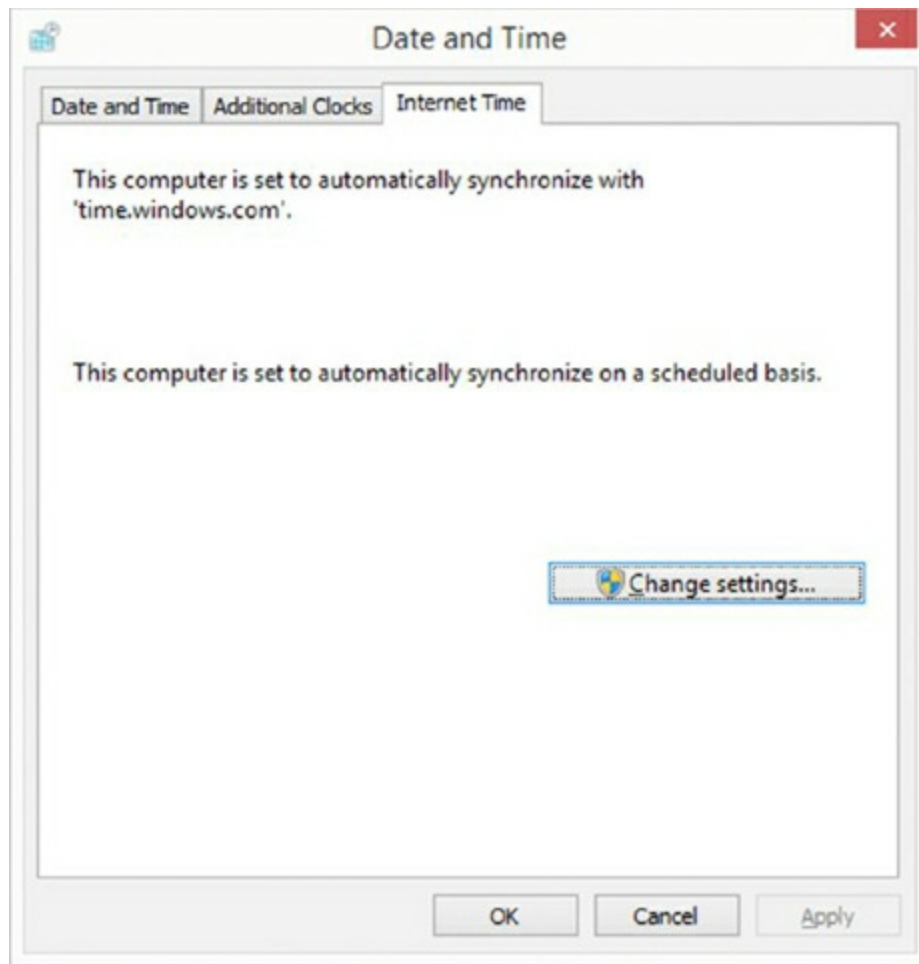 Date and Time
Date and Time
Additional Clocks
Internet Time
This computer is set to automatically synchronize with
'time.windows.com'.
This computer is set to automatically synchronize on a scheduled basis.
Change settings...
OK
Cancel
Apply